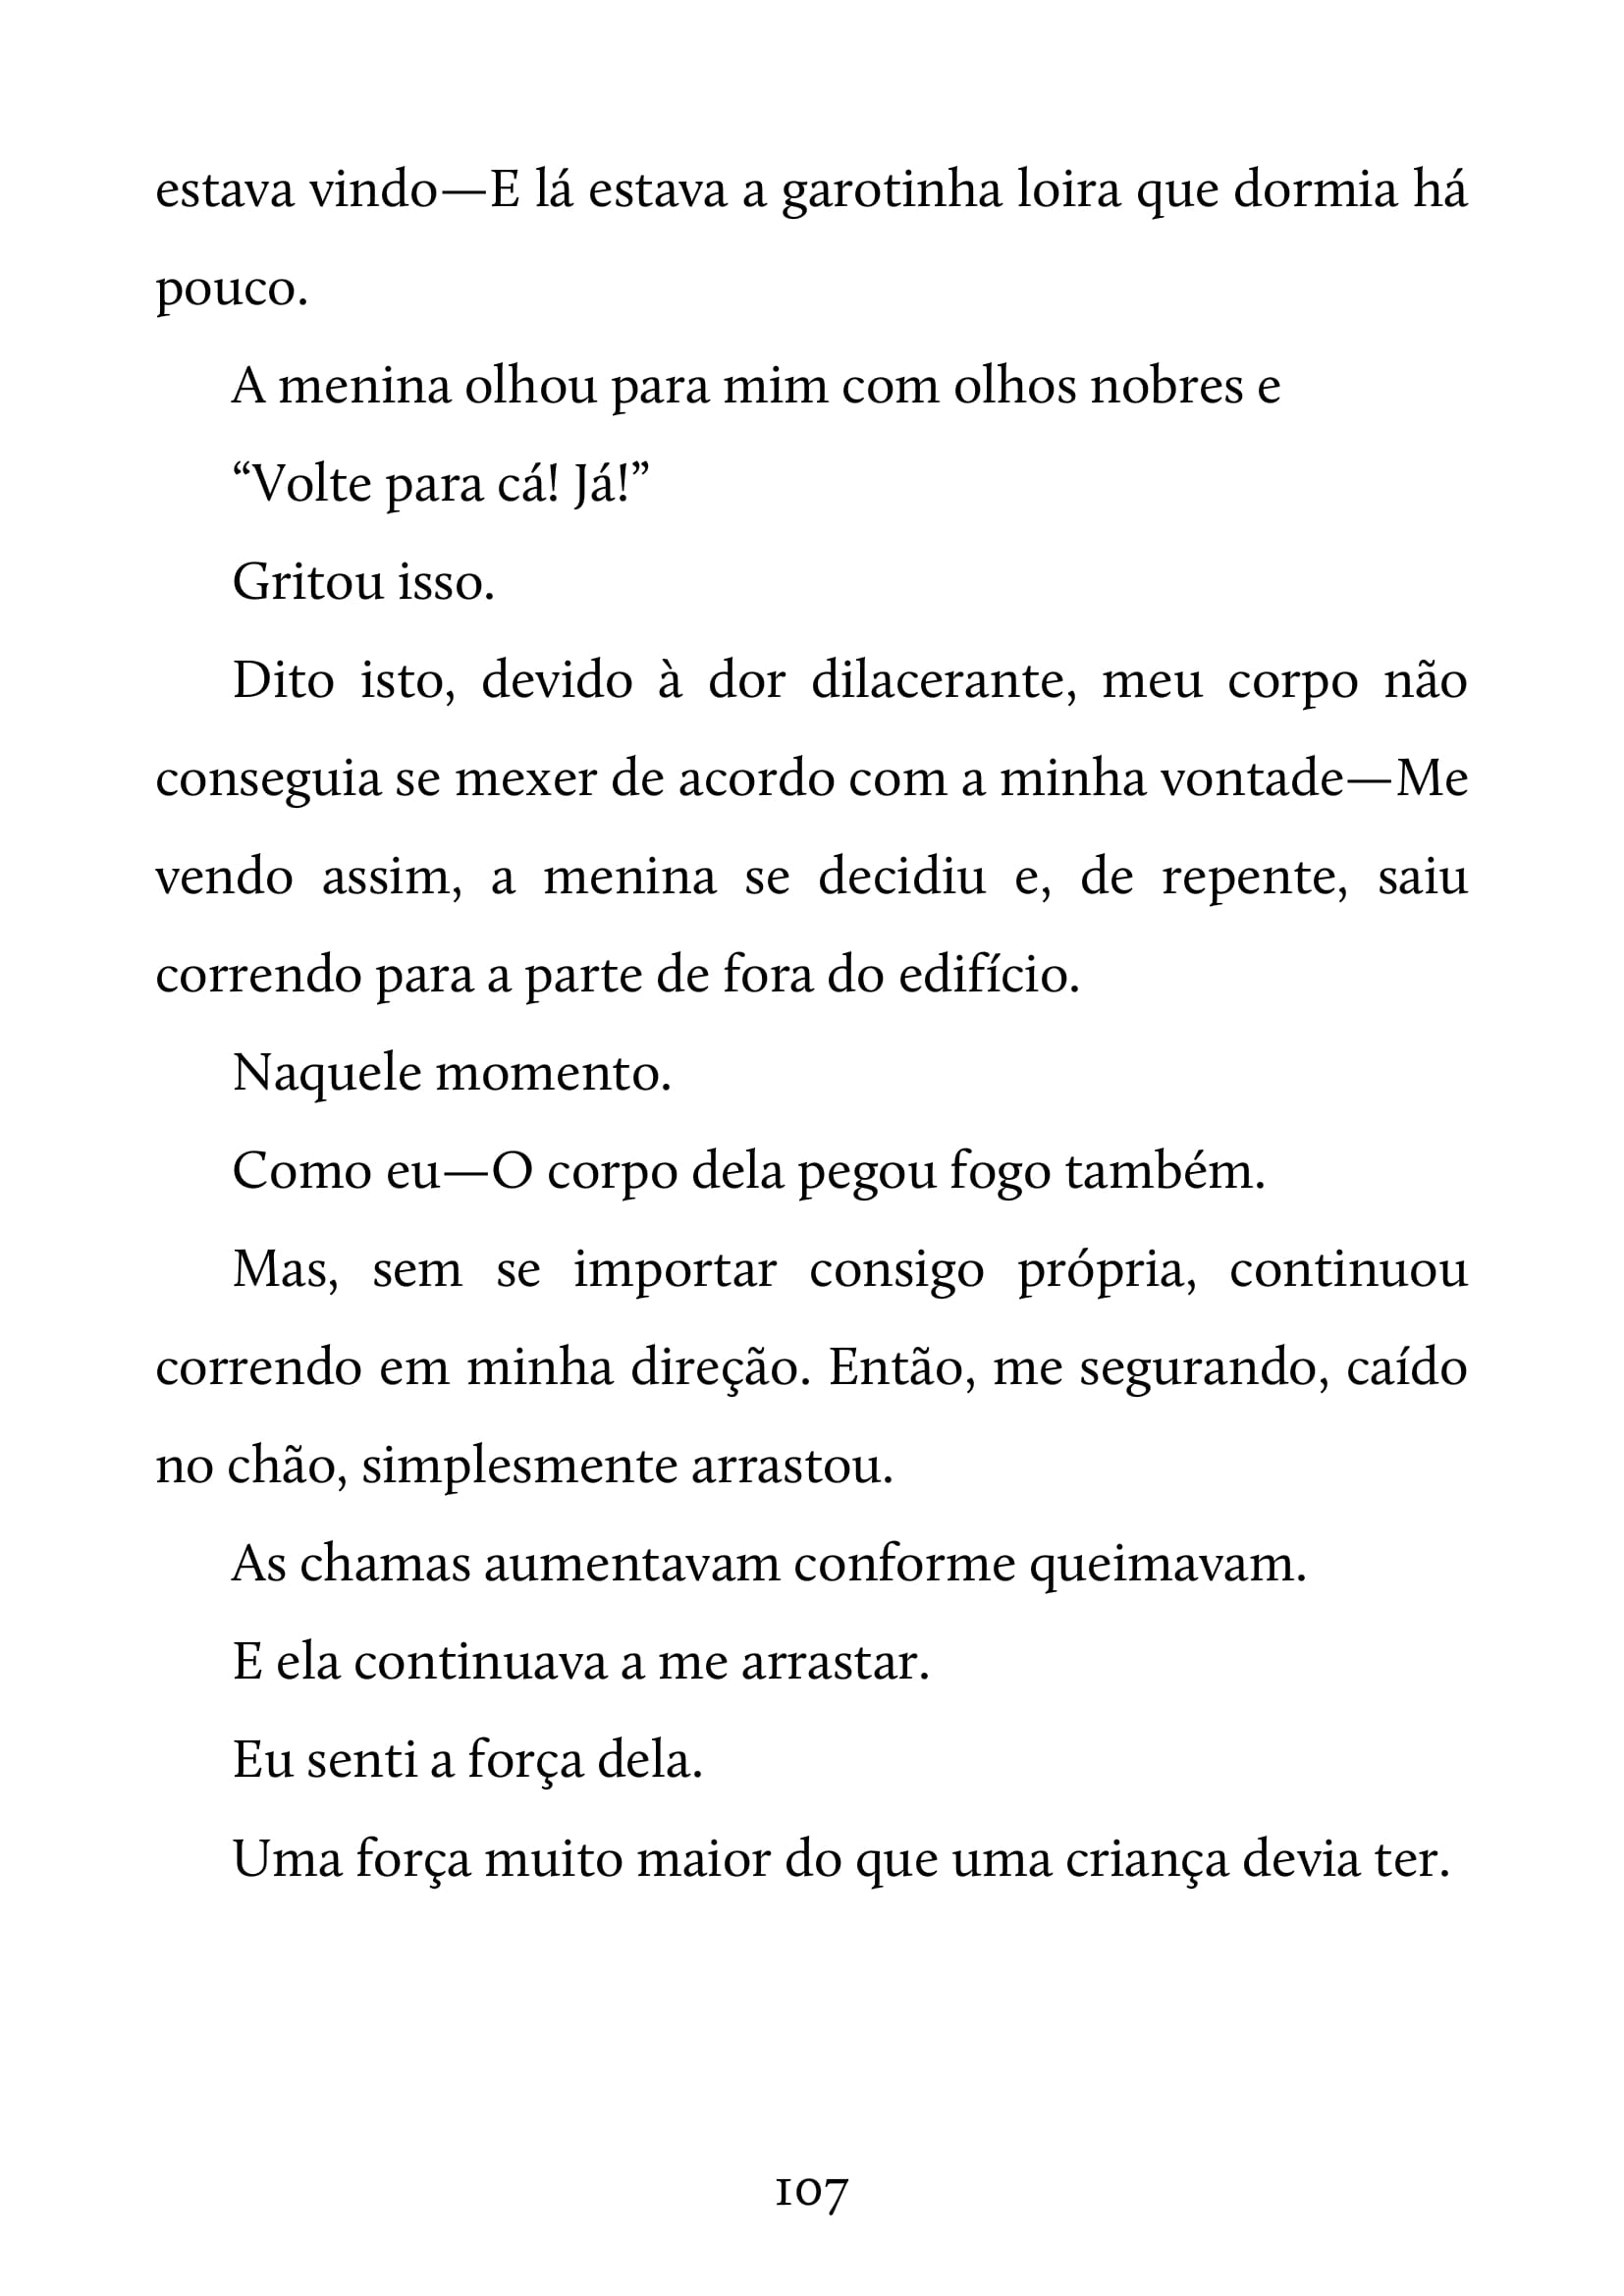 estava vindo—E lá estava a garotinha loira que dormia há
pouco.
A menina olhou para mim com olhos nobres e
“Volte para cá! Já!”
Gritou isso.
Dito isto, devido à dor dilacerante, meu corpo não
conseguia se mexer de acordo com a minha vontade—Me
vendo assim, a menina se decidiu e, de repente, saiu
correndo para a parte de fora do edifício.
Naquele momento.
Como eu—O corpo dela pegou fogo também.
Mas, sem se importar consigo própria, continuou
correndo em minha direção. Então, me segurando, caído
no chão, simplesmente arrastou.
As chamas aumentavam conforme queimavam.
E ela continuava a me arrastar.
Eu senti a força dela.
Uma força muito maior do que uma criança devia ter.
107